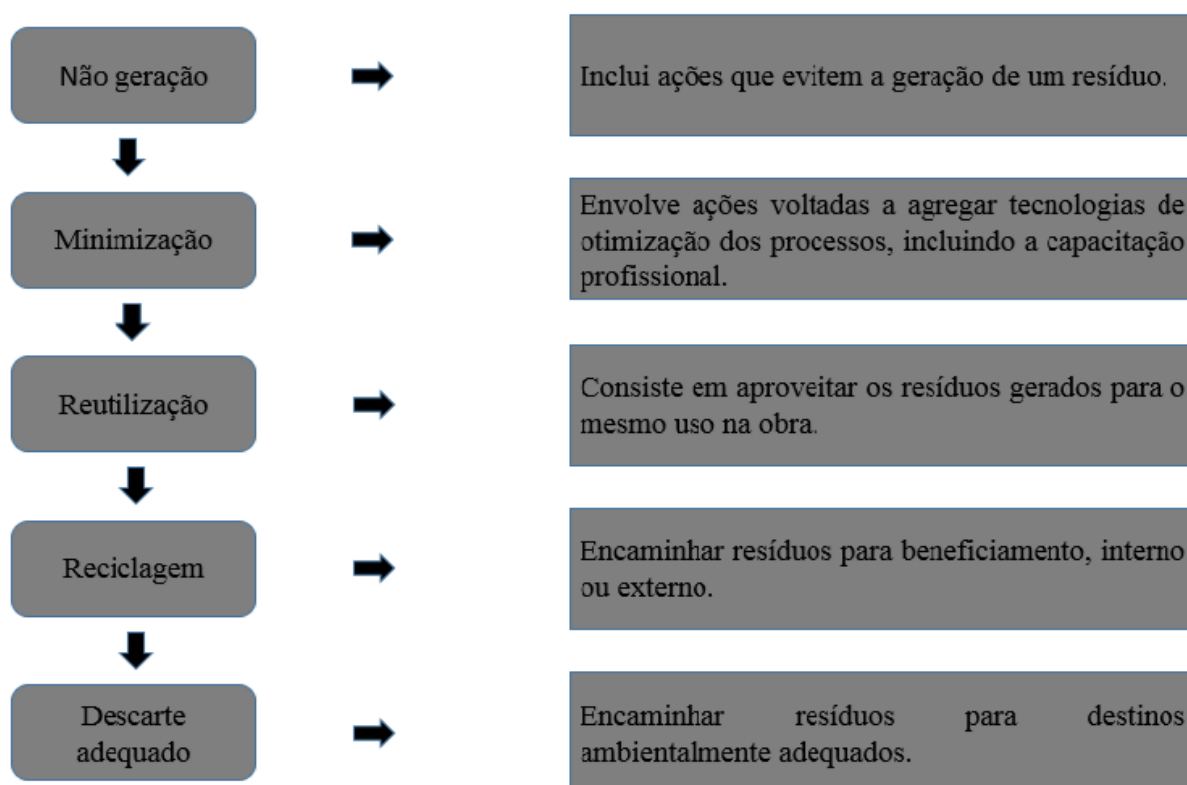 Não geração
Inclui ações que evitem a geração de um resíduo.
Minimização
Envolve ações voltadas a agregar tecnologias de
otimização dos processos, incluindo a capacitação
profissional.
Reutilização
Consiste em aproveitar os resíduos gerados para o
mesmo uso na obra.
Reciclagem
Encaminhar resíduos para beneficiamento, interno
ou externo.
Descarte
adequado
Encaminhar resíduos para destinos
ambientalmente adequados.